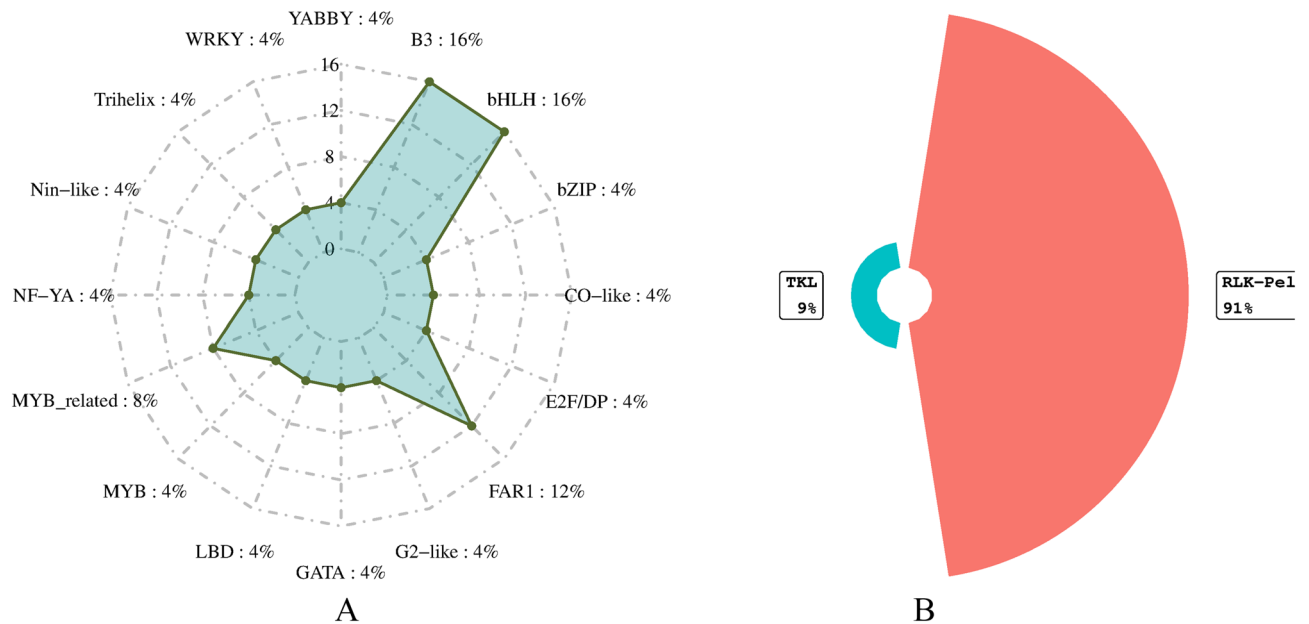 YABBY : 4%
WRKY : 4%
B3 : 16%
16
Trihelix : 4%
bHLH : 16%
12
8
Nin−like : 4%
bZIP : 4%
4
0
NF−YA : 4%
CO−like : 4%
MYB_related : 8%
E2F/DP : 4%
MYB : 4%
FAR1 : 12%
LBD : 4%
G2−like : 4%
GATA : 4%
A
TKL
9%
RLK−Pel
91%
B